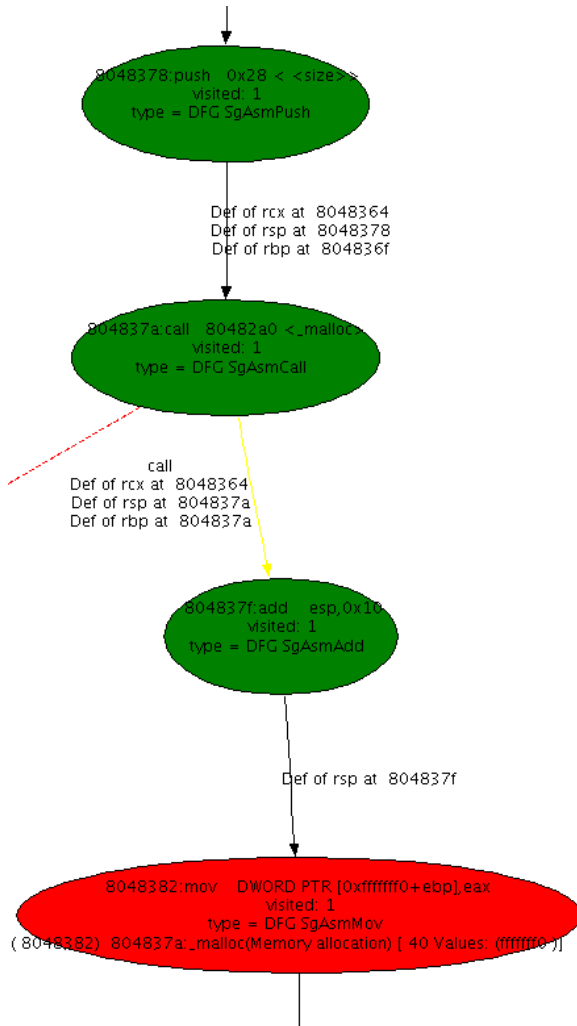 8048378:push 0x28 < <size>>
visited: 1
type = DFG SgAsmPush
Def of rcx at 8048364
Def of rsp at 8048378
Def of rbp at 804836f
804837a:call 80482a0 <_malloc>
visited: 1
type = DFG SgAsmCall
call
Def of rcx at 8048364
Def of rsp at 804837a
Def of rbp at 804837a
804837f:add esp,0x10
visited: 1
type = DFG SgAsmAdd
Def of rsp at 804837f
8048382:mov DWORD PTR [0xfffffff0+ebp],eax
visited: 1
type = DFG SgAsmMov
( 8048382) 804837a:_malloc(Memory allocation) [ 40 Values: (fffffff0 )]